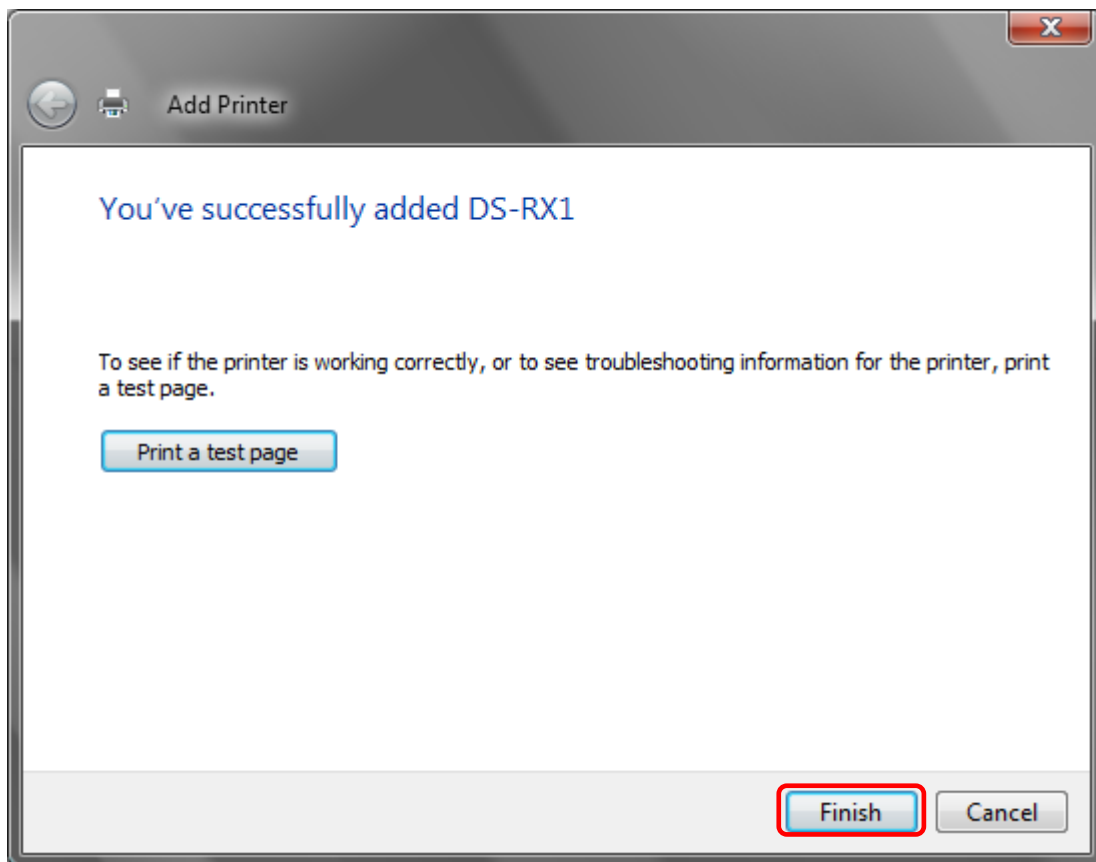 Add Printer
You've successfully added DS-RX1
To see if the printer is working correctly, or to see troubleshooting information for the printer, print
a test page.
Print a test page
Finish
Cancel